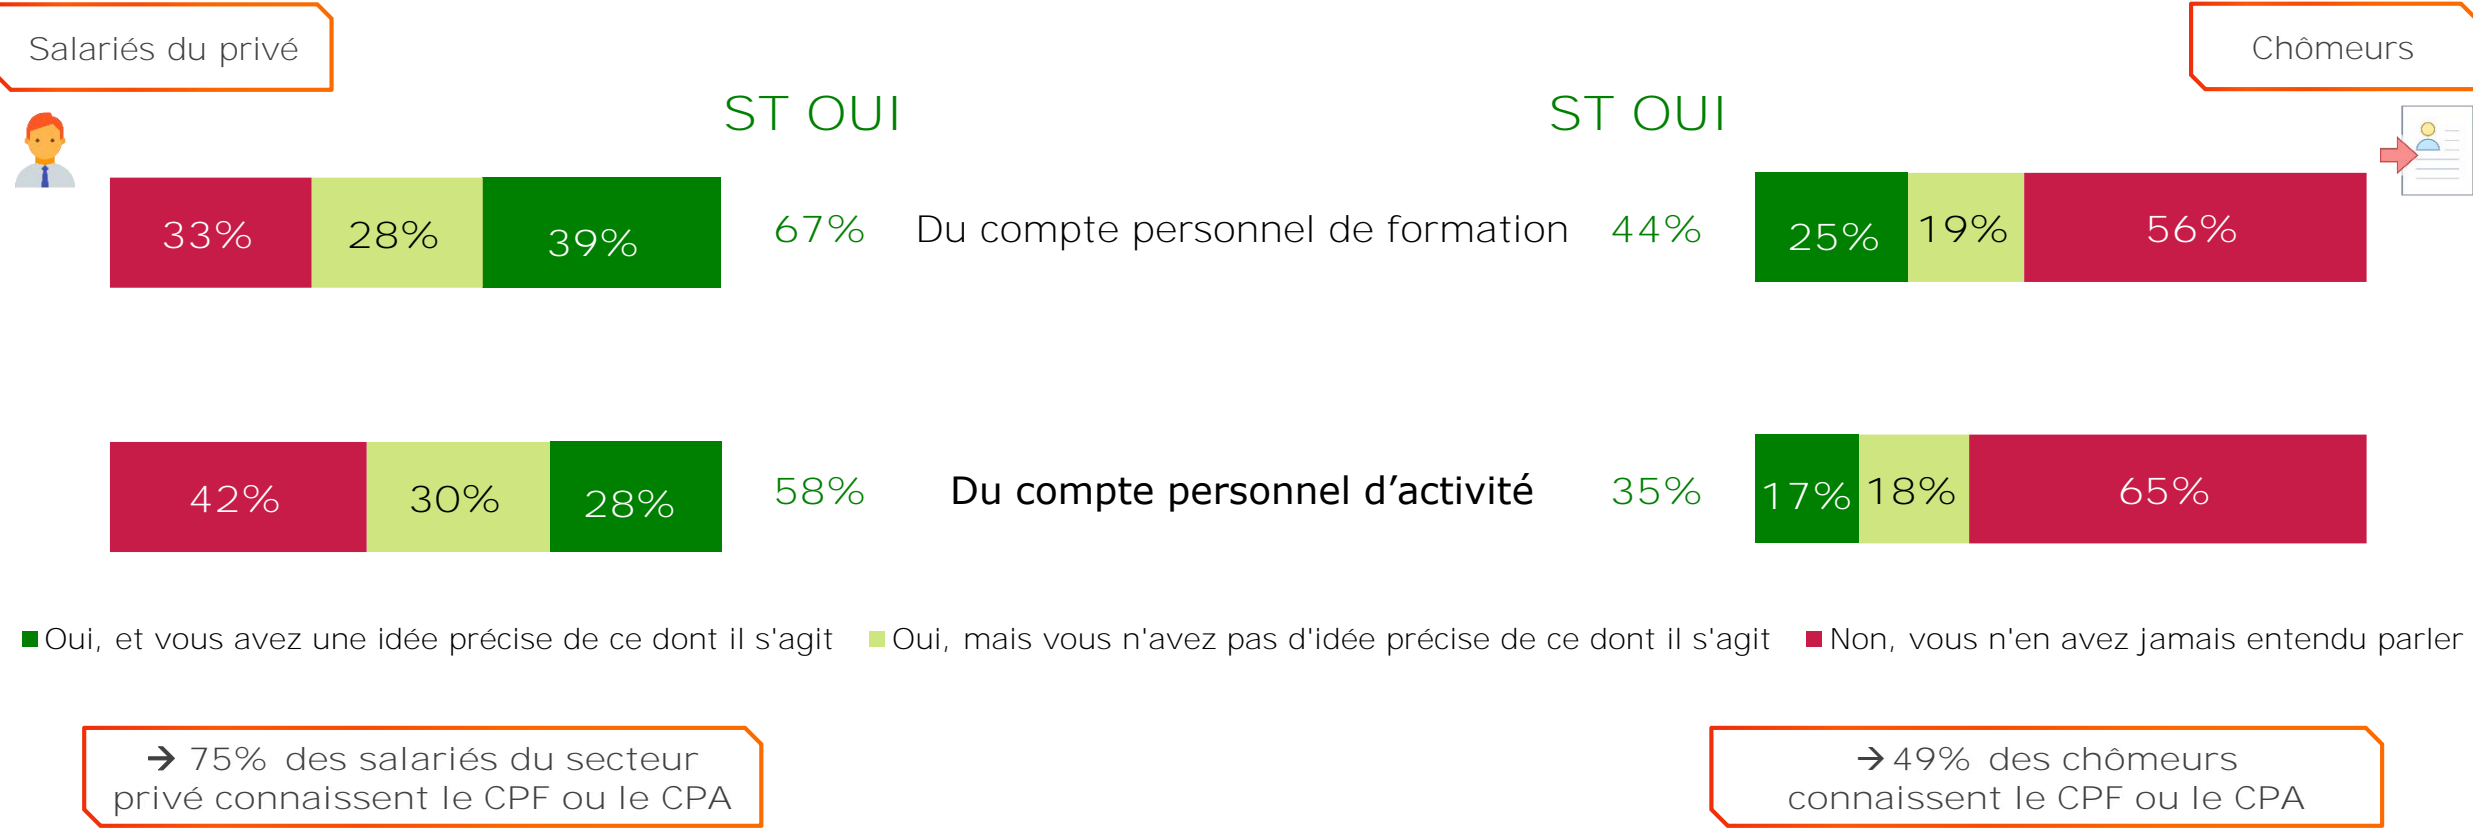 Salariés du privé
Chômeurs
ST OUI
ST OUI
33% 28% 39% 67% Du compte personnel de formation 44% 25% 19% 56%
42% 30% 28% 58% Du compte personnel d’activité 35% 17% 18% 65%
Oui, et vous avez une idée précise de ce dont il s'agit Oui, mais vous n'avez pas d'idée précise de ce dont il s'agit Non, vous n'en avez jamais entendu parler
→ 75% des salariés du secteur
privé connaissent le CPF ou le CPA
→ 49% des chômeurs
connaissent le CPF ou le CPA